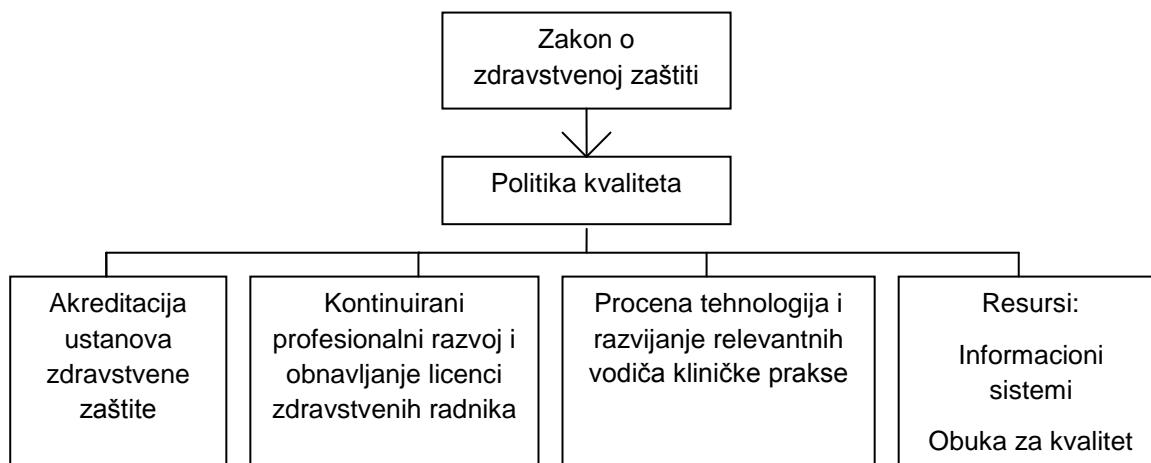 Zakon o
zdravstvenoj zaštiti
Politika kvaliteta
Akreditacija
ustanova
zdravstvene
zaštite
Kontinuirani
profesionalni razvoj i
obnavljanje licenci
zdravstvenih radnika
Procena tehnologija i
razvijanje relevantnih
vodiča kliničke prakse
Resursi:
Informacioni
sistemi
Obuka za kvalitet